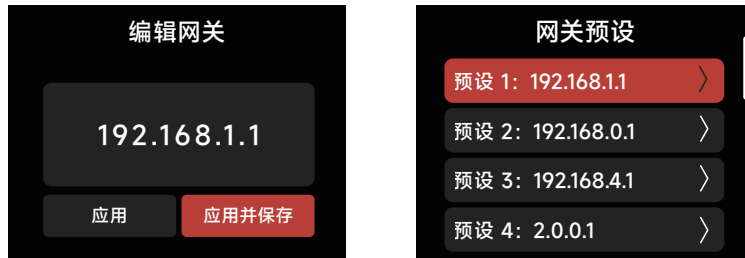 编辑网关
192.168.1.1
应用
应用并保存
网关预设
预设 1：192.168.1.1
预设 2：192.168.0.1
预设 3：192.168.4.1
预设 4：2.0.0.1